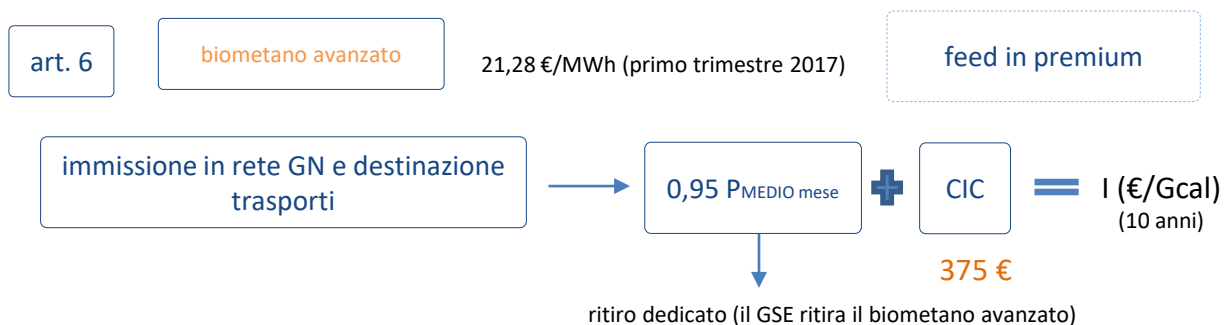 art. 6
biometano avanzato
21,28 €/MWh (primo trimestre 2017)
feed in premium
immissione in rete GN e destinazione
trasporti
0,95 PMEDIO mese
CIC
I (€/Gcal)
(10 anni)
375 €
ritiro dedicato (il GSE ritira il biometano avanzato)